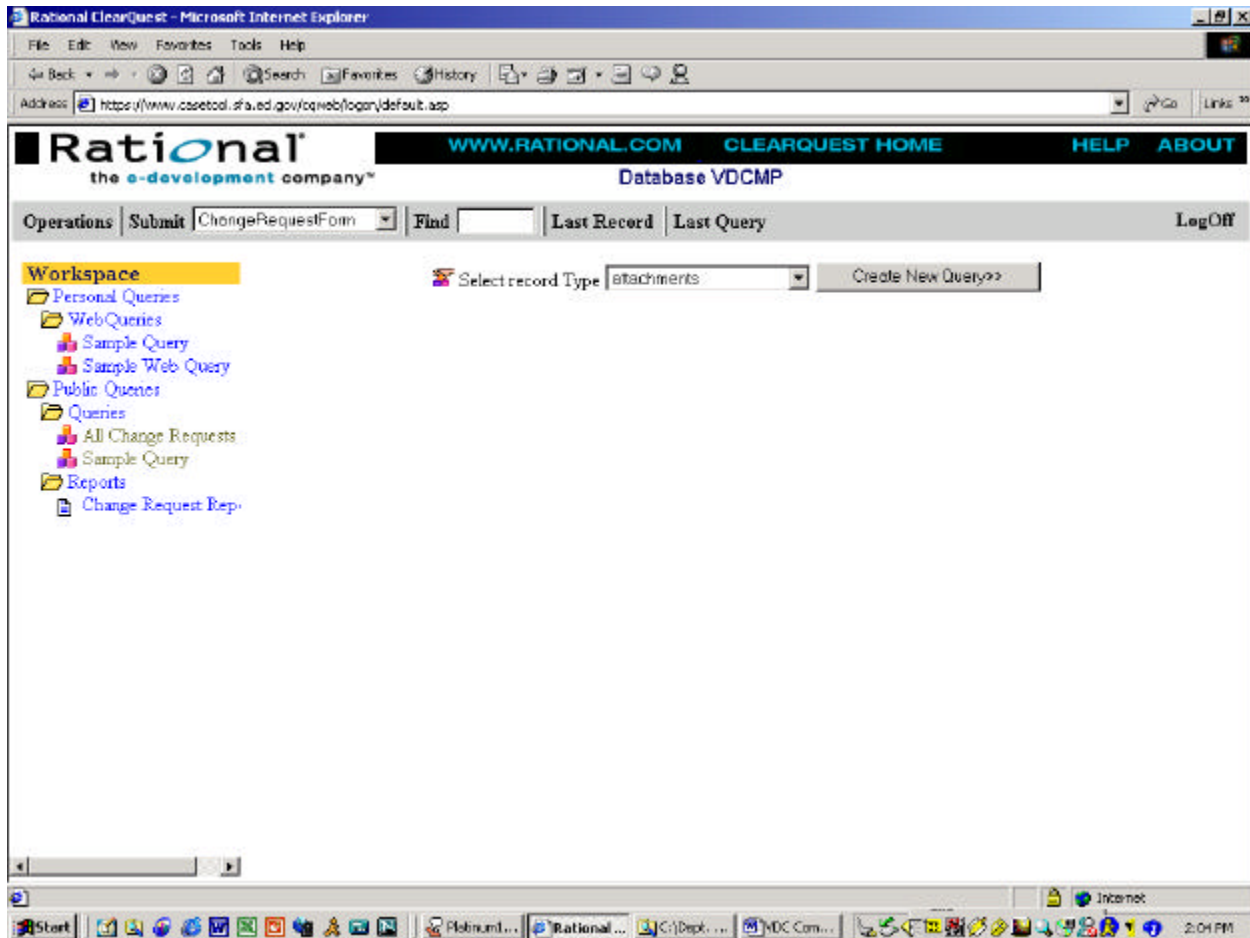 Rational ClearQuest - Microsoft Internet Explorer
File Edit View Favorites Tools Help
Back Search Favorites History
Address https://www.casetool.sfa.ed.gov/cqweb/logon/default.asp Go Links »
Rational
the e-development company™
WWW.RATIONAL.COM CLEARQUEST HOME HELP ABOUT
Database VDCMP
Operations Submit ChangeRequestForm Find Last Record Last Query LogOff
Workspace
Select record Type attachments Create New Query>>
Personal Queries
WebQueries
Sample Query
Sample Web Query
Public Queries
Queries
All Change Requests
Sample Query
Reports
Change Request Rep
Internet
Start Platinum1... Rational ... C:\Dept. ... VDC Com... 2:04 PM